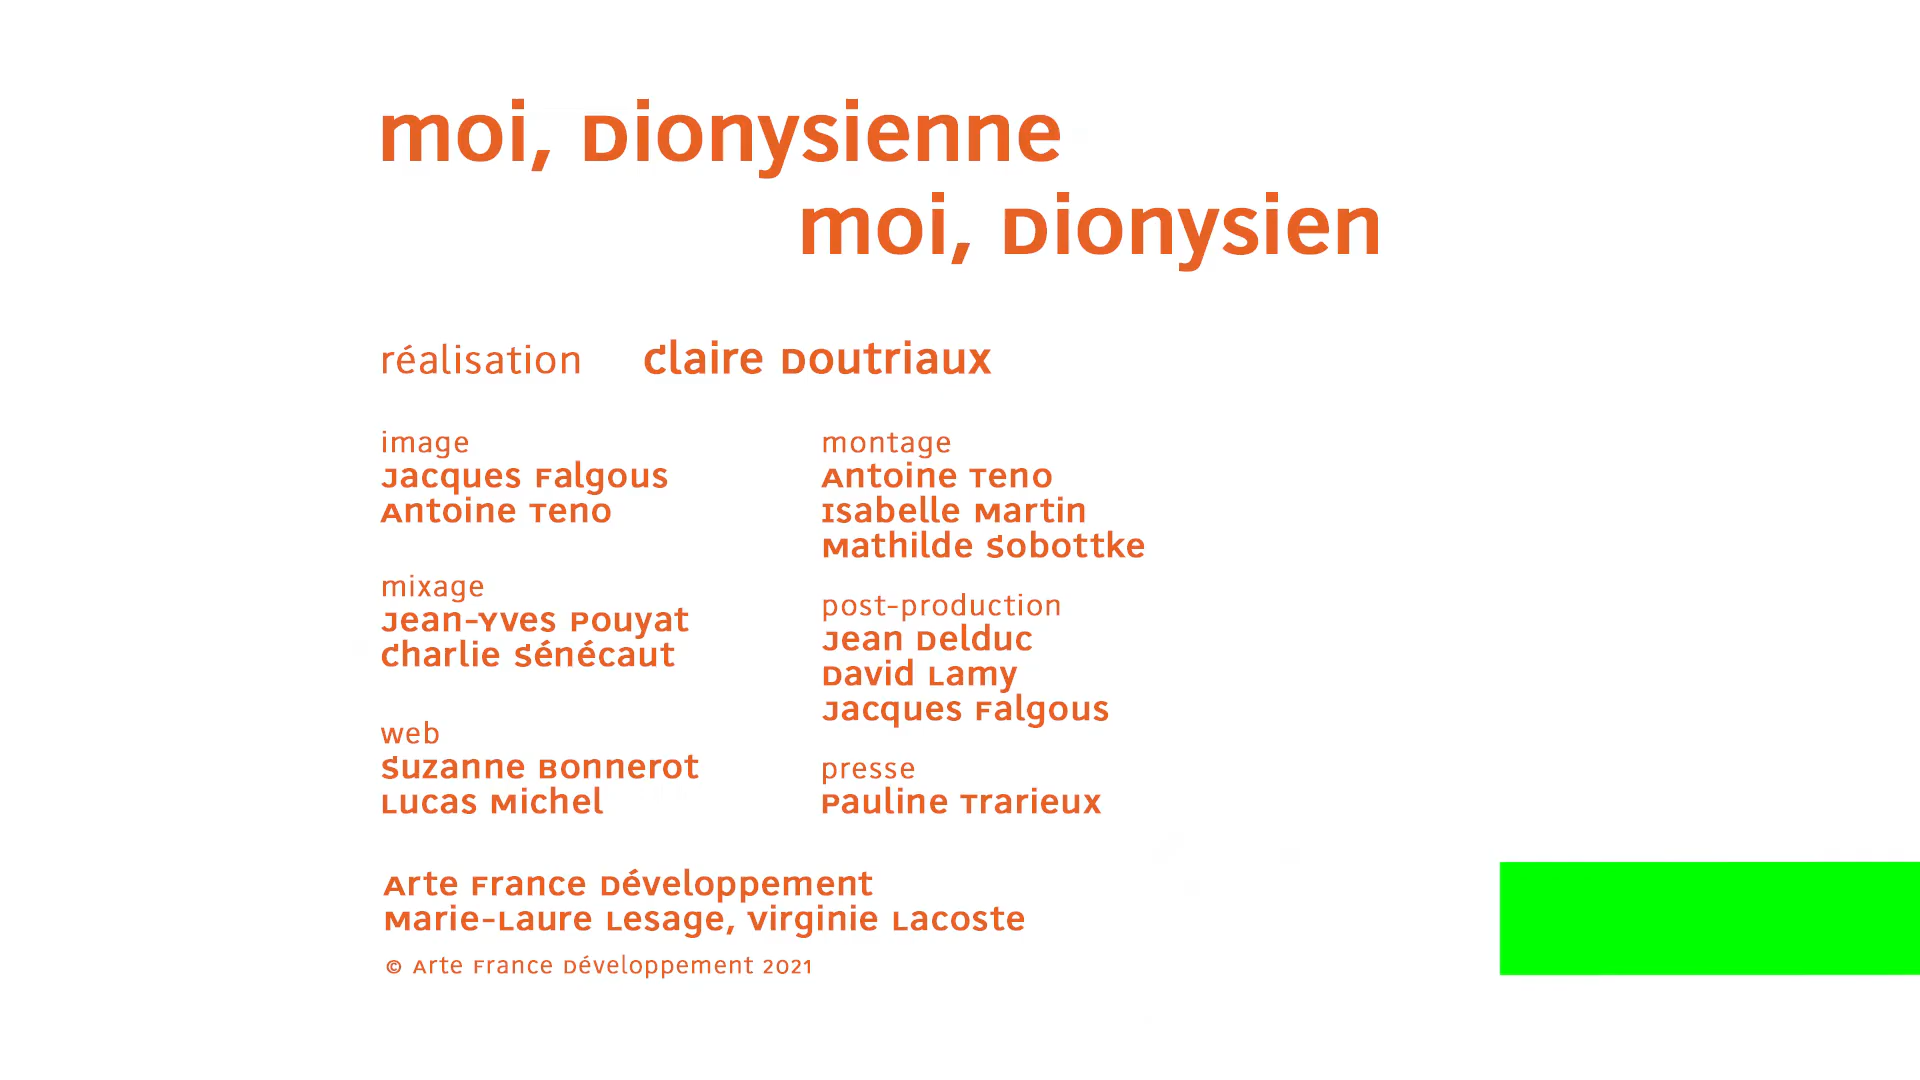 moi, Dionysienne
moi, Dionysien
réalisation Claire Doutriaux
image
Jacques Falgous
Antoine Teno
montage
Antoine Teno
Isabelle Martin
Mathilde Sobottke
mixage
Jean-Yves Pouyat
Charlie Sénécaut
post-production
Jean Delduc
David Lamy
Jacques Falgous
web
Suzanne Bonnerot
Lucas Michel
presse
Pauline Trarieux
Arte France Développement
Marie-Laure Lesage, Virginie Lacoste
© Arte France Développement 2021